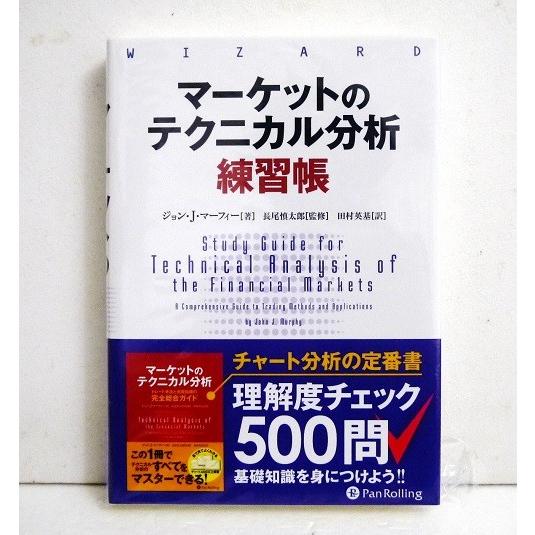 WIZARD
マーケットの
テクニカル分析
練習帳
ジョン・J・マーフィー[著] 長尾慎太郎[監修] 田村英基[訳]
Study Guide for
Technical Analysis of
the Financial Markets
A Comprehensive Guide to Trading Methods and Applications
by John J. Murphy
チャート分析の定番書
理解度チェック
500問
基礎知識を身につけよう!!
PanRolling
マーケットの
テクニカル分析
完全総合ガイド
Technical Analysis of
the Financial Markets
この1冊で
テクニカル分析の すべてを
マスターできる!